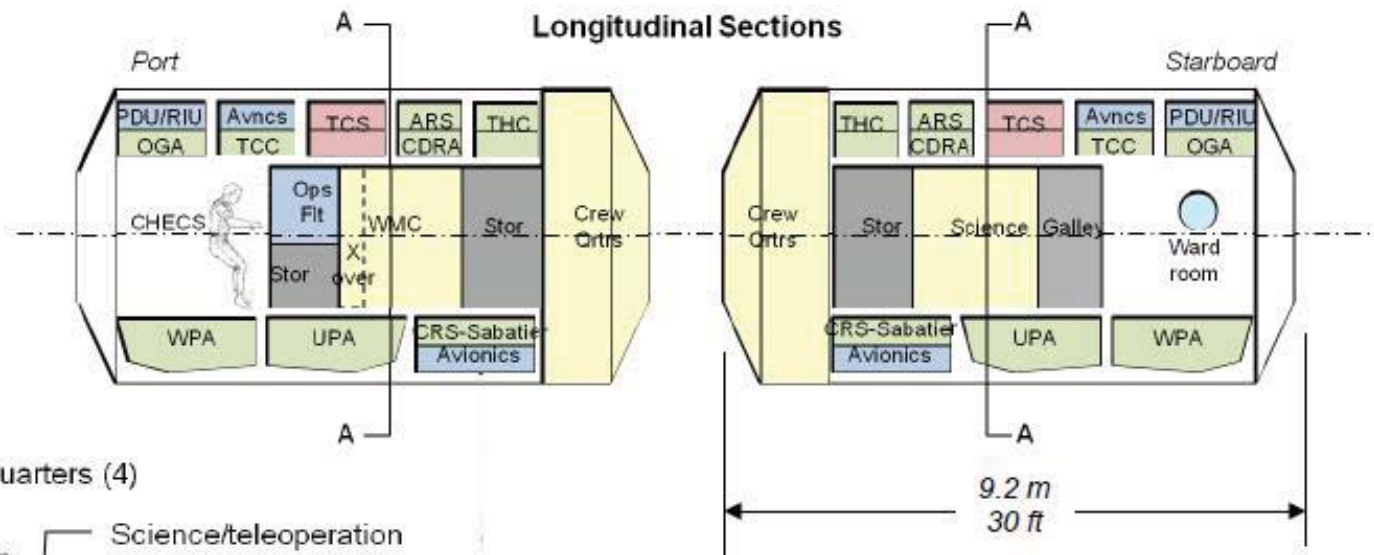 Longitudinal Sections
A
A
Port
Starboard
PDU/RIU
OGA
Avncs
TCC
TCS
ARS
CDRA
THC
CHECS
Ops
Flt
Stor
X
over
WMC
Stor
Crew
Qrtrs
WPA
UPA
CRS-Sabatier
Avionics
A
THC
ARS
CDRA
TCS
Avncs
TCC
PDU/RIU
OGA
Crew
Qrtrs
Stor
Science
Galley
Ward
room
CRS-Sabatier
Avionics
UPA
WPA
A
9.2 m
30 ft
uarters (4)
Science/teleoperation